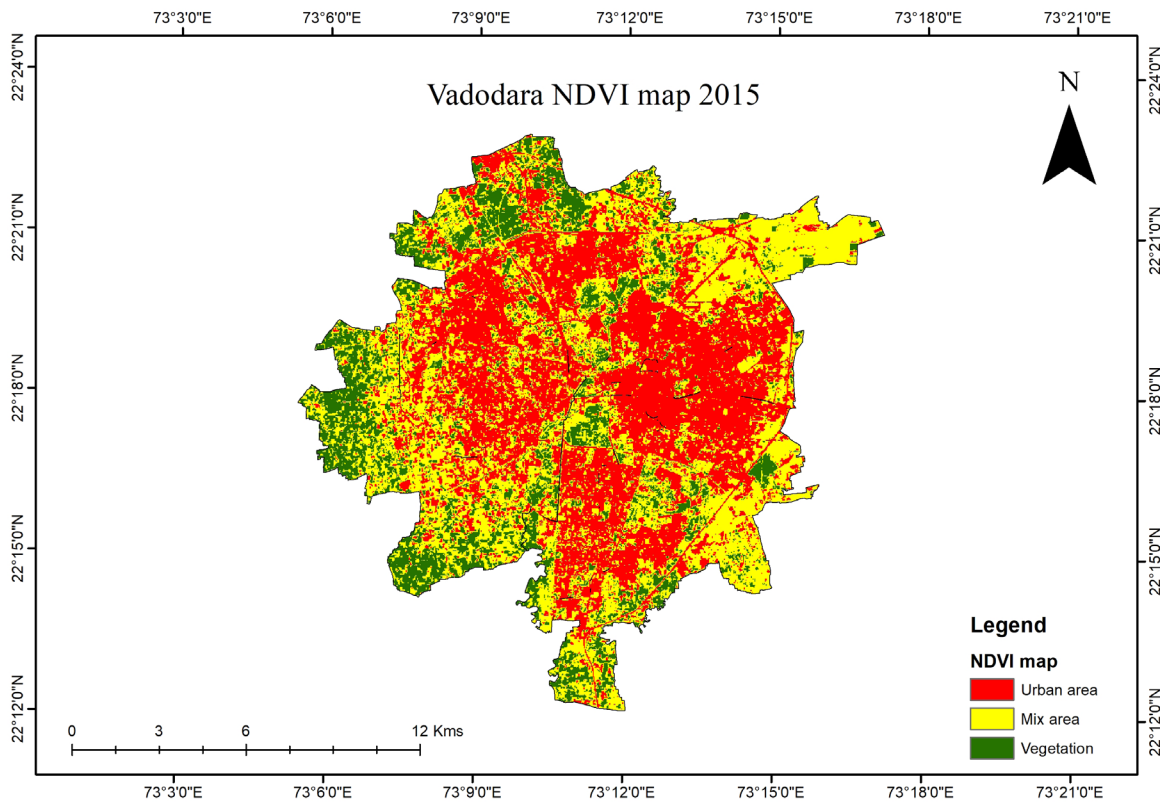 73°3'0"E 73°6'0"E 73°9'0"E 73°12'0"E 73°15'0"E 73°18'0"E 73°21'0"E
22°24'0"N 22°24'0"N
Vadodara NDVI map 2015
N
22°21'0"N 22°21'0"N
22°18'0"N 22°18'0"N
22°15'0"N 22°15'0"N
Legend
NDVI map
Urban area
Mix area
Vegetation
22°12'0"N 22°12'0"N
0 3 6 12 Kms
73°3'0"E 73°6'0"E 73°9'0"E 73°12'0"E 73°15'0"E 73°18'0"E 73°21'0"E